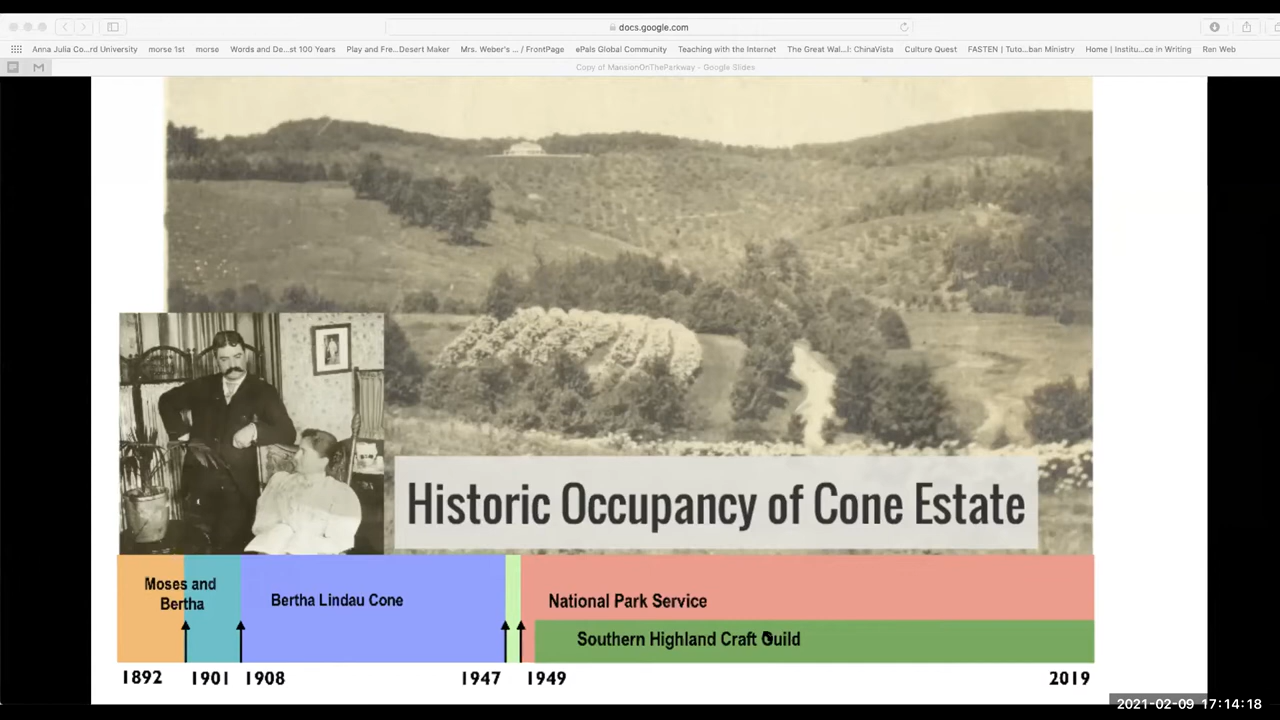 docs.google.com
Anna Julia Co...rd University morse 1st morse Words and De...st 100 Years Play and Fre...Desert Maker Mrs. Weber's ... / FrontPage ePals Global Community Teaching with the Internet The Great Wal...l: ChinaVista Culture Quest FASTEN | Tuto...ban Ministry Home | Institu...ce in Writing Ren Web
Copy of MansionOnTheParkway - Google Slides
Historic Occupancy of Cone Estate
Moses and
Bertha
Bertha Lindau Cone
National Park Service
Southern Highland Craft Guild
1892 1901 1908 1947 1949 2019
2021-02-09 17:14:18